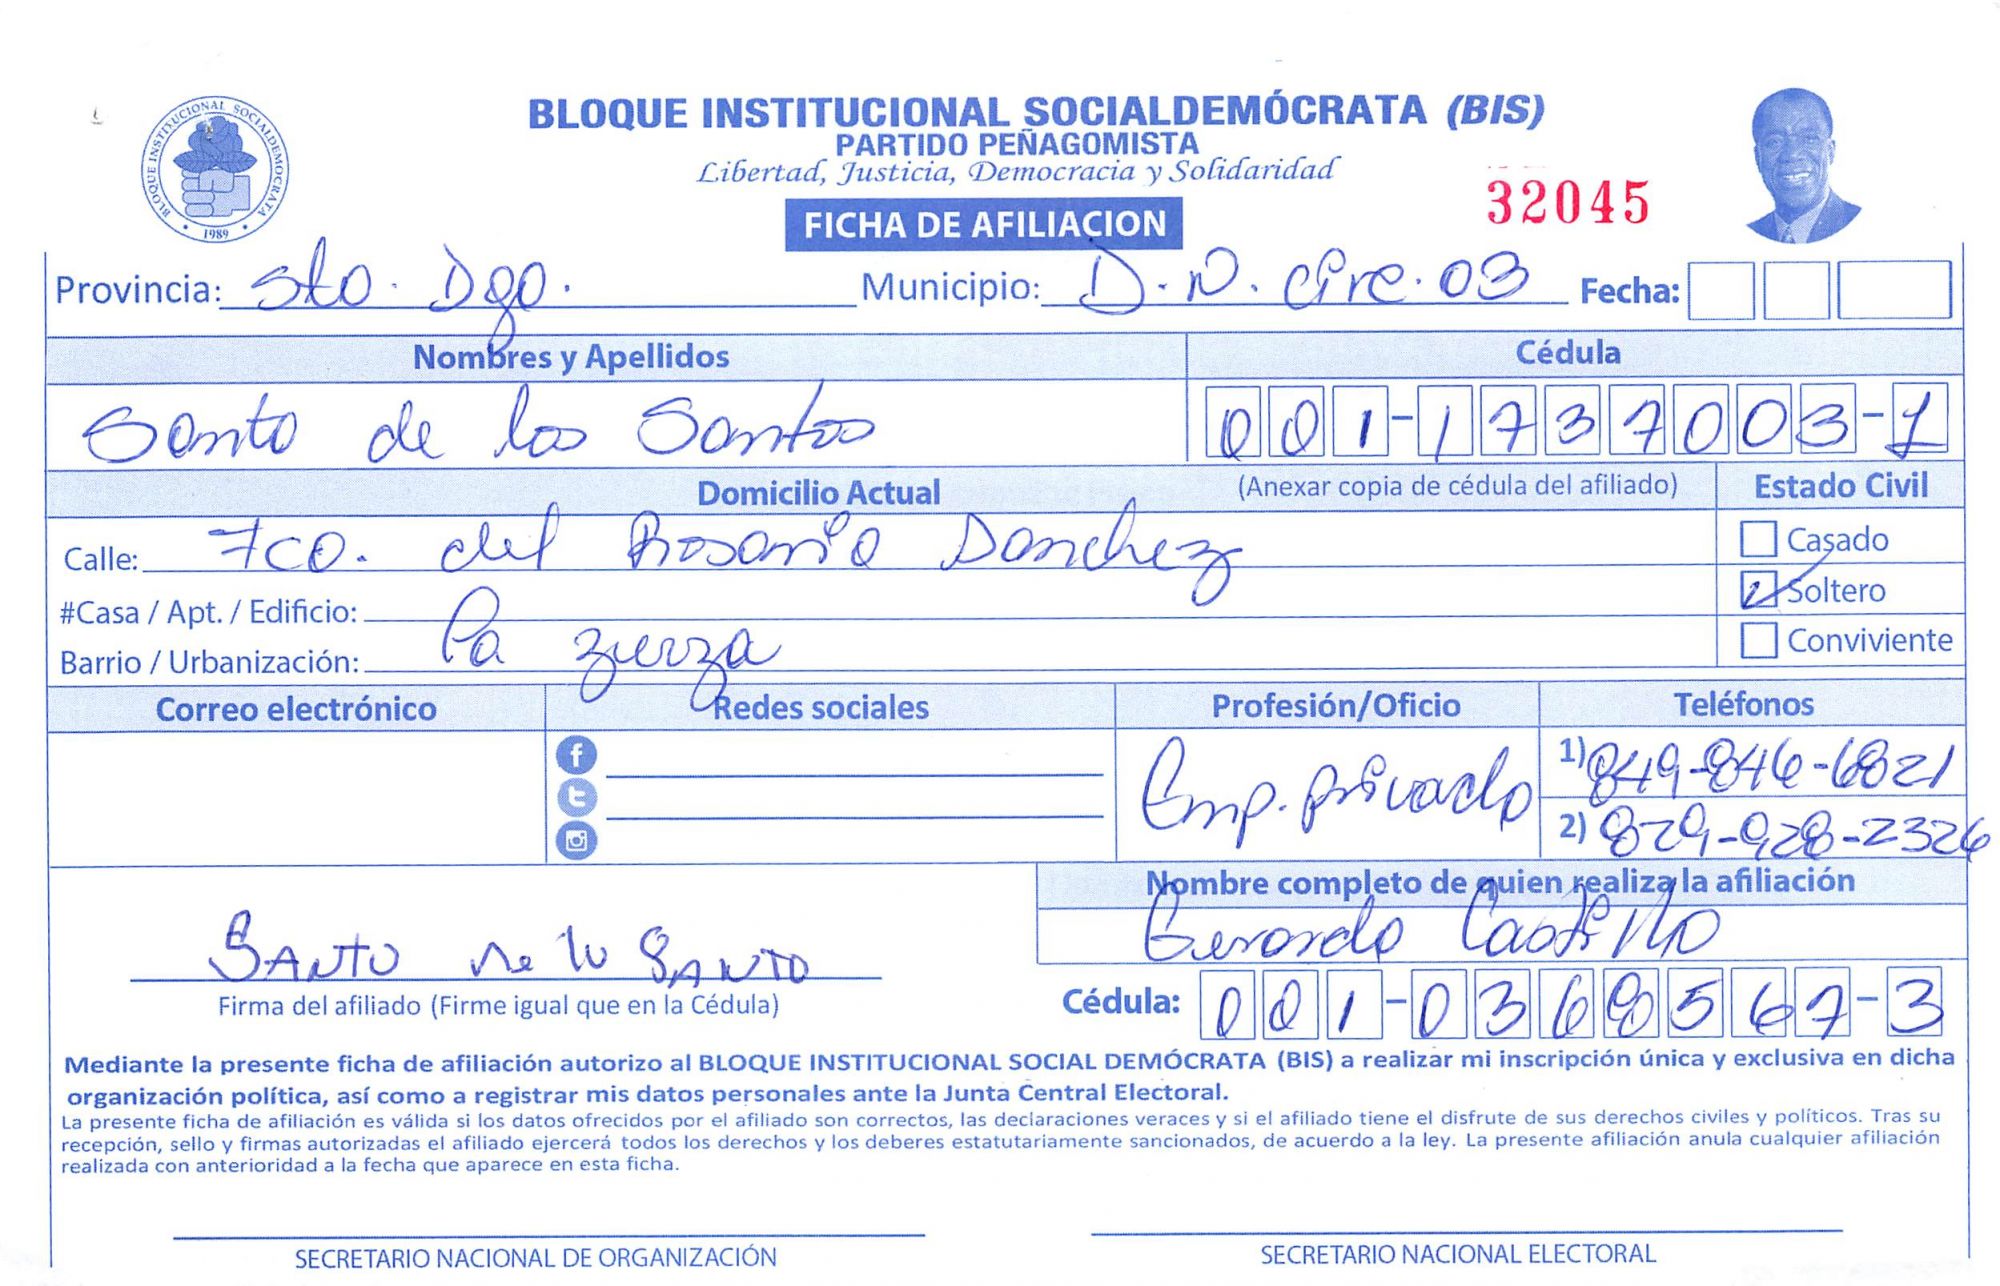 BLOQUE INSTITUCIONAL SOCIALDEMOCRATA
1989
BLOQUE INSTITUCIONAL SOCIALDEMÓCRATA (BIS)
PARTIDO PEÑAGOMISTA
Libertad, Justicia, Democracia y Solidaridad
32045
FICHA DE AFILIACION
Provincia: Sto. Dgo. Municipio: D.N. Circ. 03 Fecha:
Nombres y Apellidos Cédula
Santo de los Santos 001-1737003-1
Domicilio Actual (Anexar copia de cédula del afiliado) Estado Civil
Calle: Fco. del Rosario Sanchez Casado
#Casa / Apt. / Edificio: Soltero
Barrio / Urbanización: La Zurza Conviviente
Correo electrónico Redes sociales Profesión/Oficio Teléfonos
Emp. privado 1) 849-846-6821
2) 829-928-2326
Nombre completo de quien realiza la afiliación
Gerardo Castillo
SANTO de lo SANTO
Firma del afiliado (Firme igual que en la Cédula) Cédula: 001-0368567-3
Mediante la presente ficha de afiliación autorizo al BLOQUE INSTITUCIONAL SOCIAL DEMÓCRATA (BIS) a realizar mi inscripción única y exclusiva en dicha
organización política, así como a registrar mis datos personales ante la Junta Central Electoral.
La presente ficha de afiliación es válida si los datos ofrecidos por el afiliado son correctos, las declaraciones veraces y si el afiliado tiene el disfrute de sus derechos civiles y políticos. Tras su
recepción, sello y firmas autorizadas el afiliado ejercerá todos los derechos y los deberes estatutariamente sancionados, de acuerdo a la ley. La presente afiliación anula cualquier afiliación
realizada con anterioridad a la fecha que aparece en esta ficha.
SECRETARIO NACIONAL DE ORGANIZACIÓN SECRETARIO NACIONAL ELECTORAL